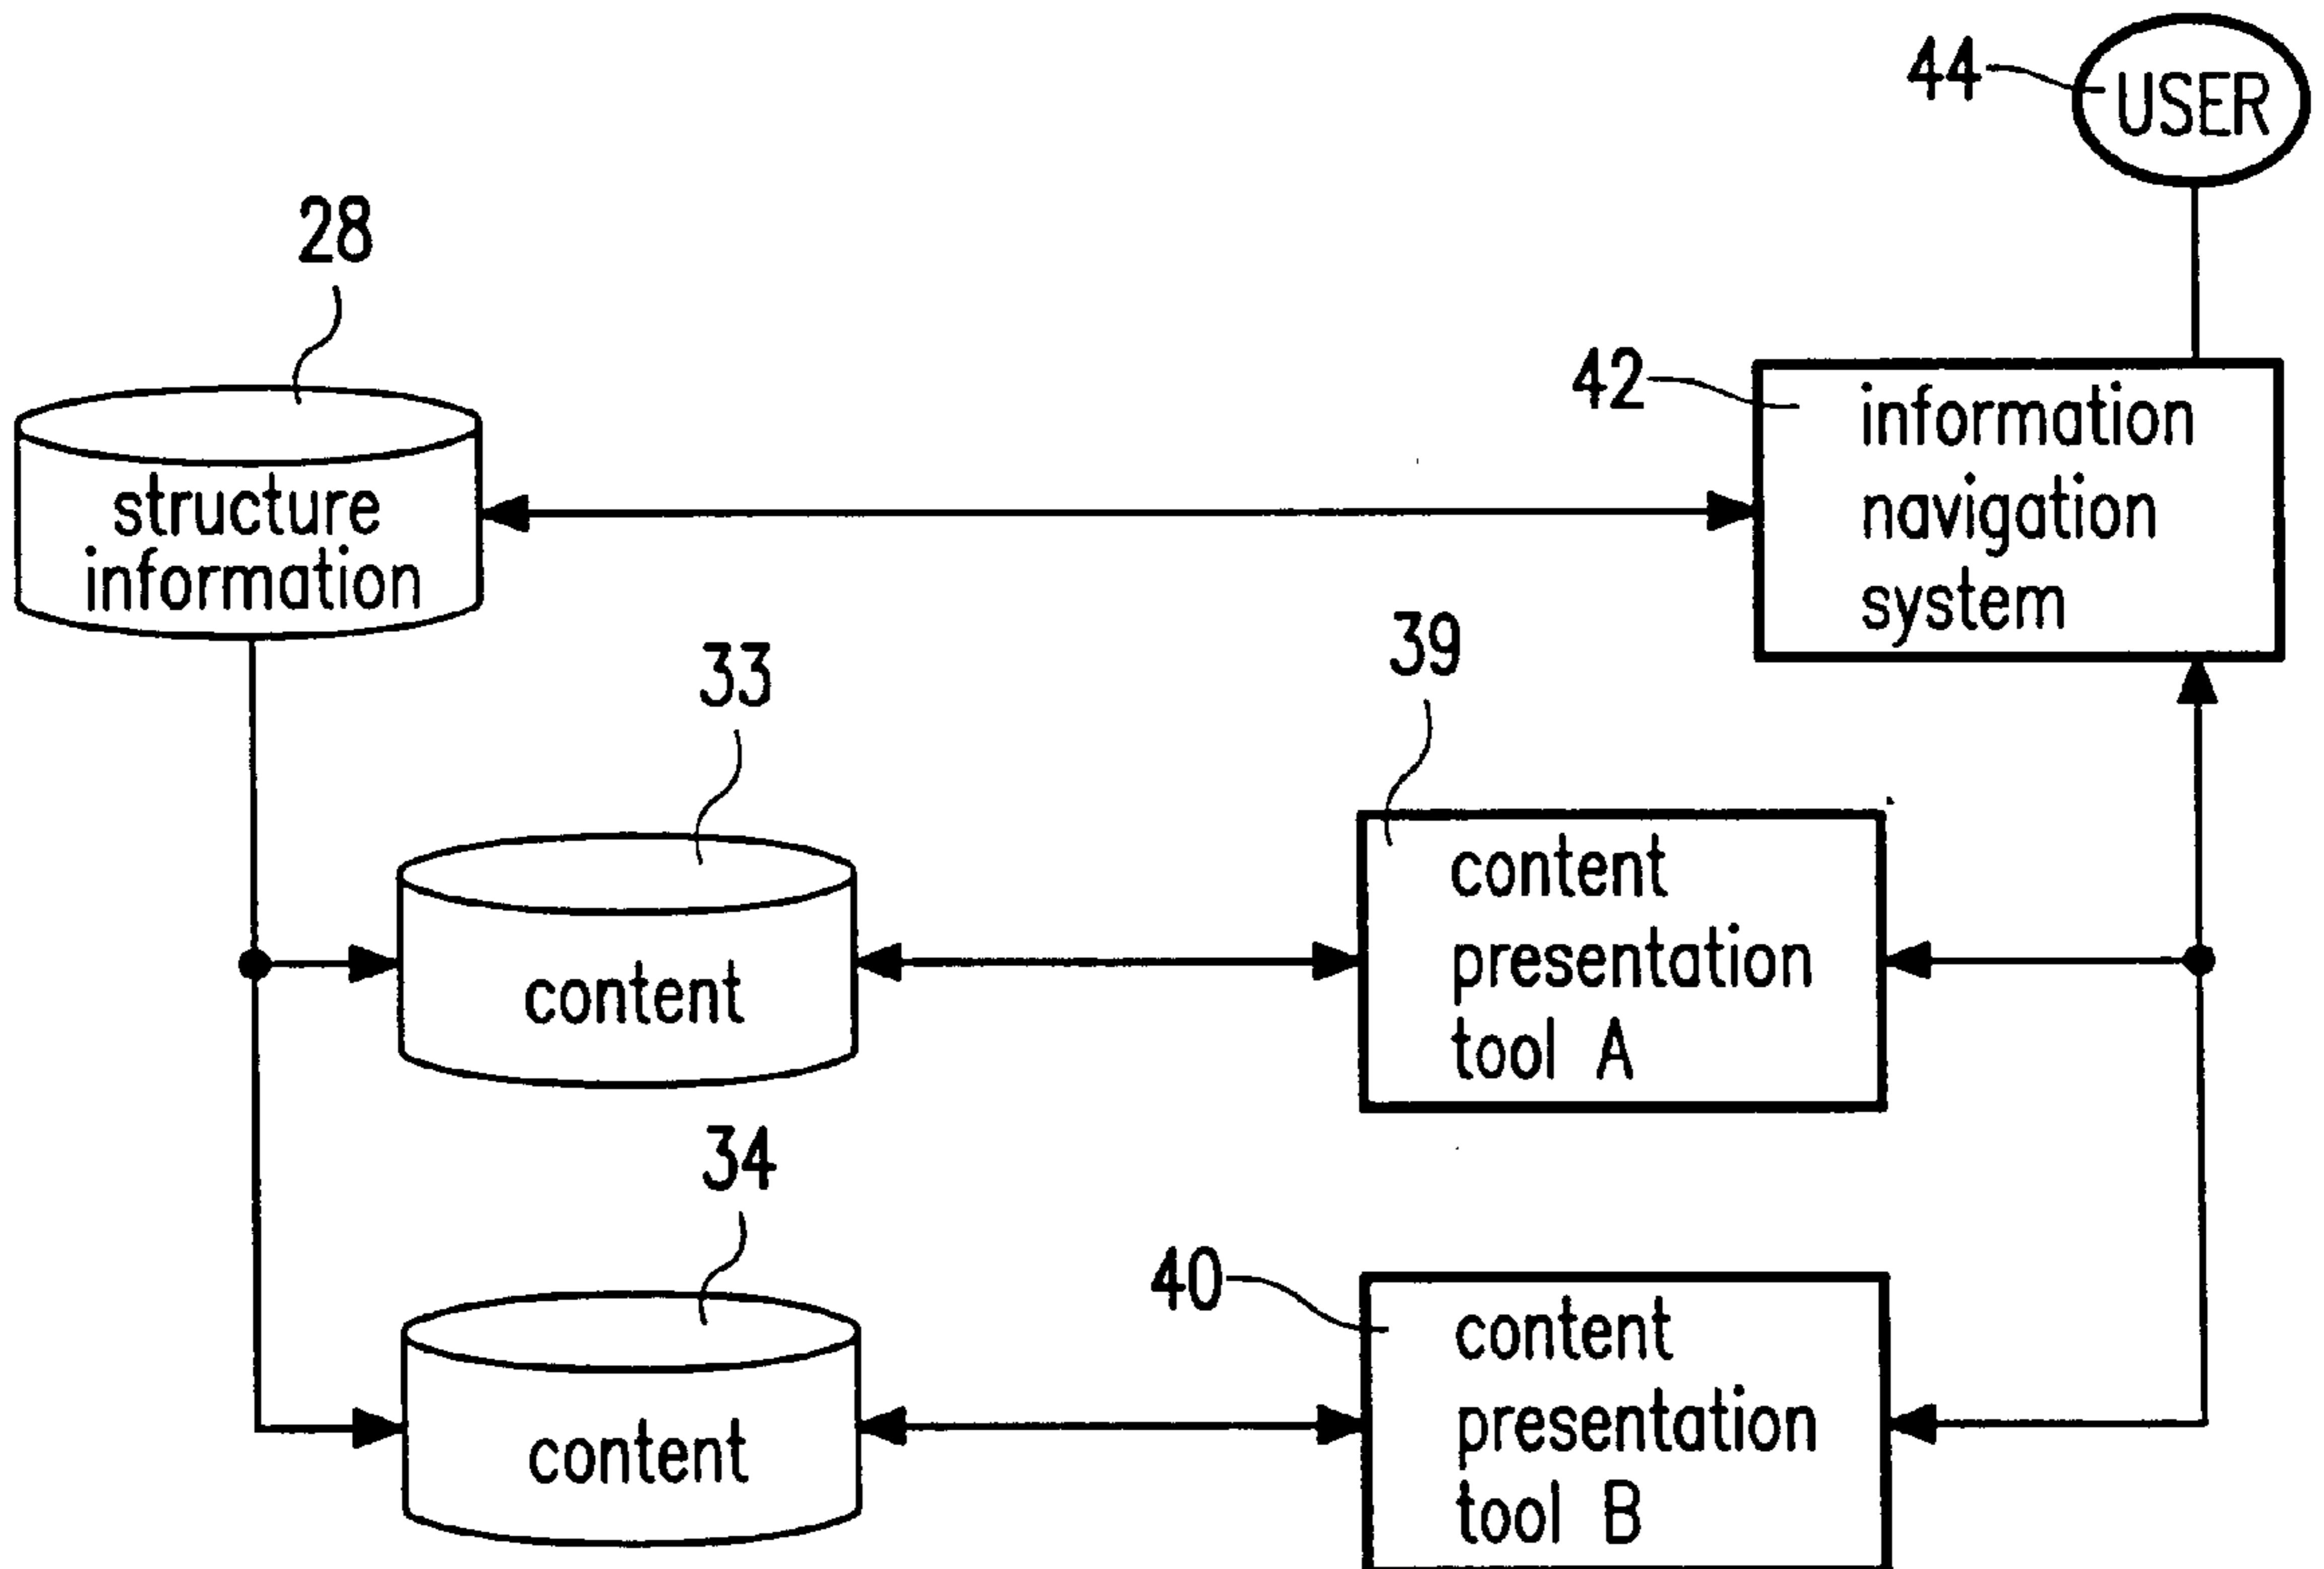 44
USER
28
42
information
navigation
system
structure
information
33
39
content
presentation
tool A
content
34
40
content
presentation
tool B
content